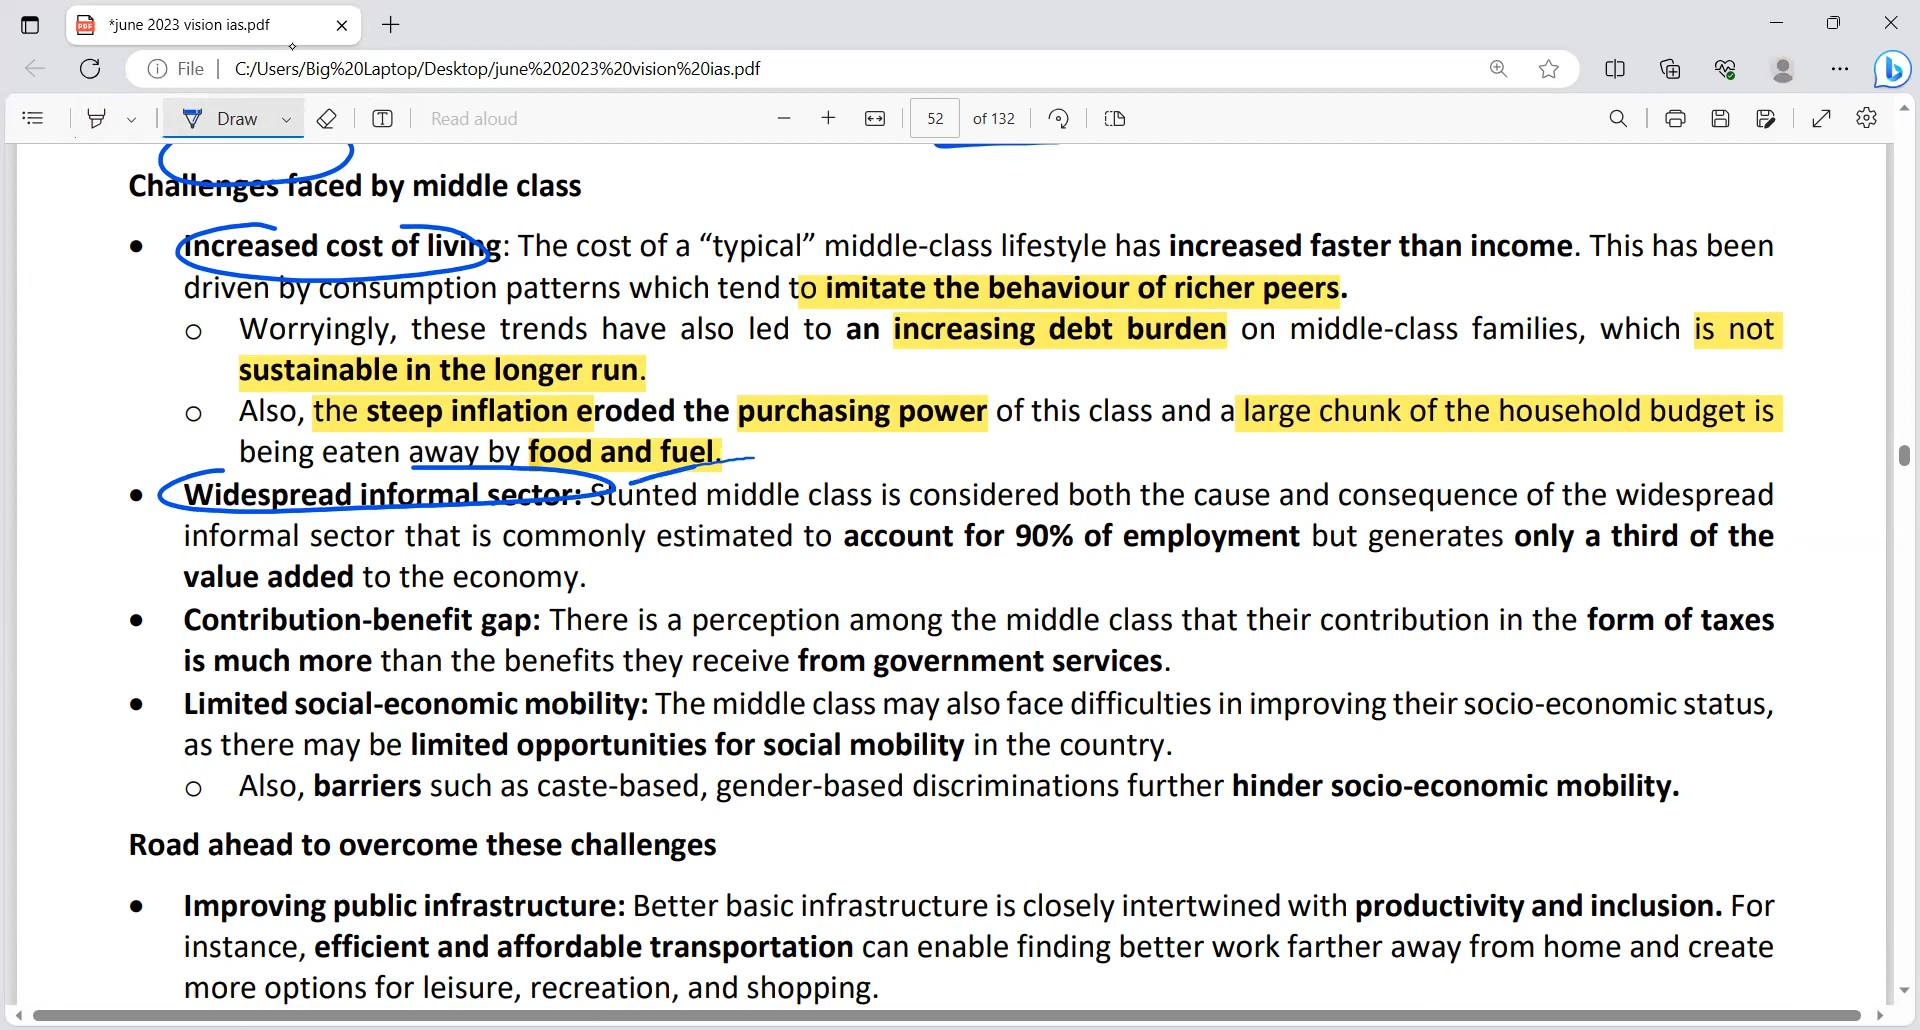 *june 2023 vision ias.pdf
File
C:/Users/Big%20Laptop/Desktop/june%202023%20vision%20ias.pdf
Draw
Read aloud
52 of 132
Challenges faced by middle class
• Increased cost of living: The cost of a “typical” middle-class lifestyle has increased faster than income. This has been
driven by consumption patterns which tend to imitate the behaviour of richer peers.
o Worryingly, these trends have also led to an increasing debt burden on middle-class families, which is not
sustainable in the longer run.
o Also, the steep inflation eroded the purchasing power of this class and a large chunk of the household budget is
being eaten away by food and fuel.
• Widespread informal sector: Stunted middle class is considered both the cause and consequence of the widespread
informal sector that is commonly estimated to account for 90% of employment but generates only a third of the
value added to the economy.
• Contribution-benefit gap: There is a perception among the middle class that their contribution in the form of taxes
is much more than the benefits they receive from government services.
• Limited social-economic mobility: The middle class may also face difficulties in improving their socio-economic status,
as there may be limited opportunities for social mobility in the country.
o Also, barriers such as caste-based, gender-based discriminations further hinder socio-economic mobility.
Road ahead to overcome these challenges
• Improving public infrastructure: Better basic infrastructure is closely intertwined with productivity and inclusion. For
instance, efficient and affordable transportation can enable finding better work farther away from home and create
more options for leisure, recreation, and shopping.